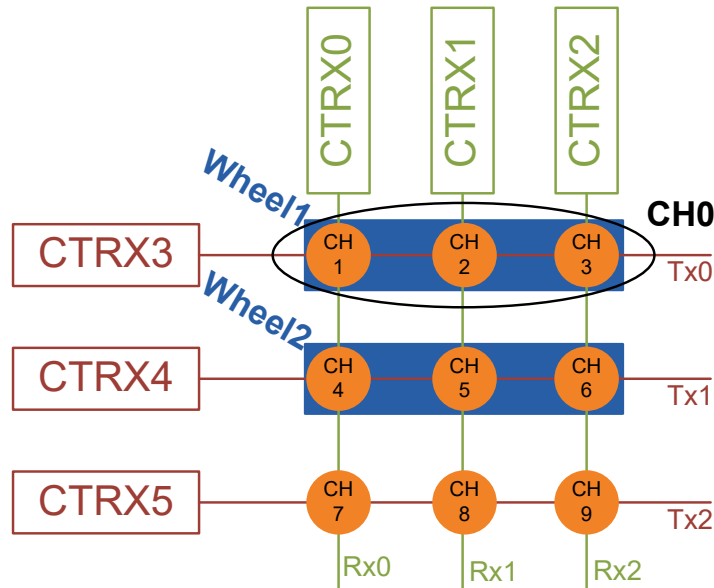 CTRX0
CTRX1
CTRX2
Wheel1
CH0
CTRX3
CH
1
CH
2
CH
3
Tx0
Wheel2
CTRX4
CH
4
CH
5
CH
6
Tx1
CTRX5
CH
7
CH
8
CH
9
Tx2
Rx0
Rx1
Rx2